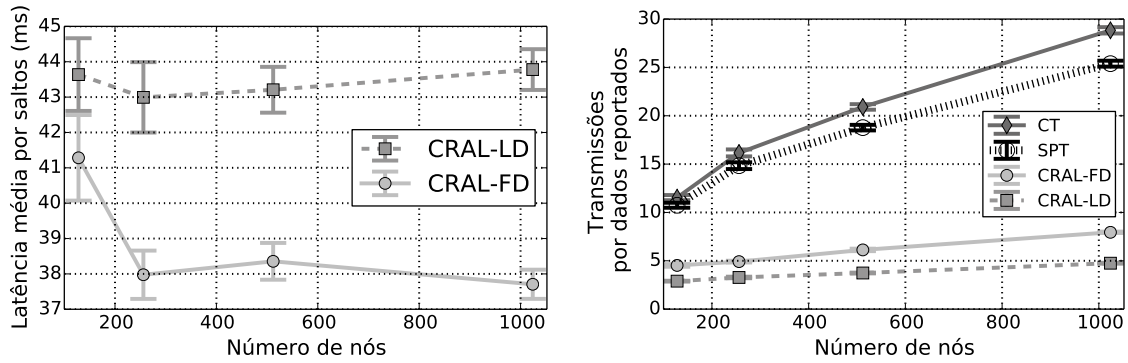 Latência média por saltos (ms)
45
44
43
42
41
40
39
38
37
200
400
600
800
1000
Número de nós
CRAL-LD
CRAL-FD
Transmissões
por dados reportados
30
25
20
15
10
5
0
200
400
600
800
1000
Número de nós
CT
SPT
CRAL-FD
CRAL-LD